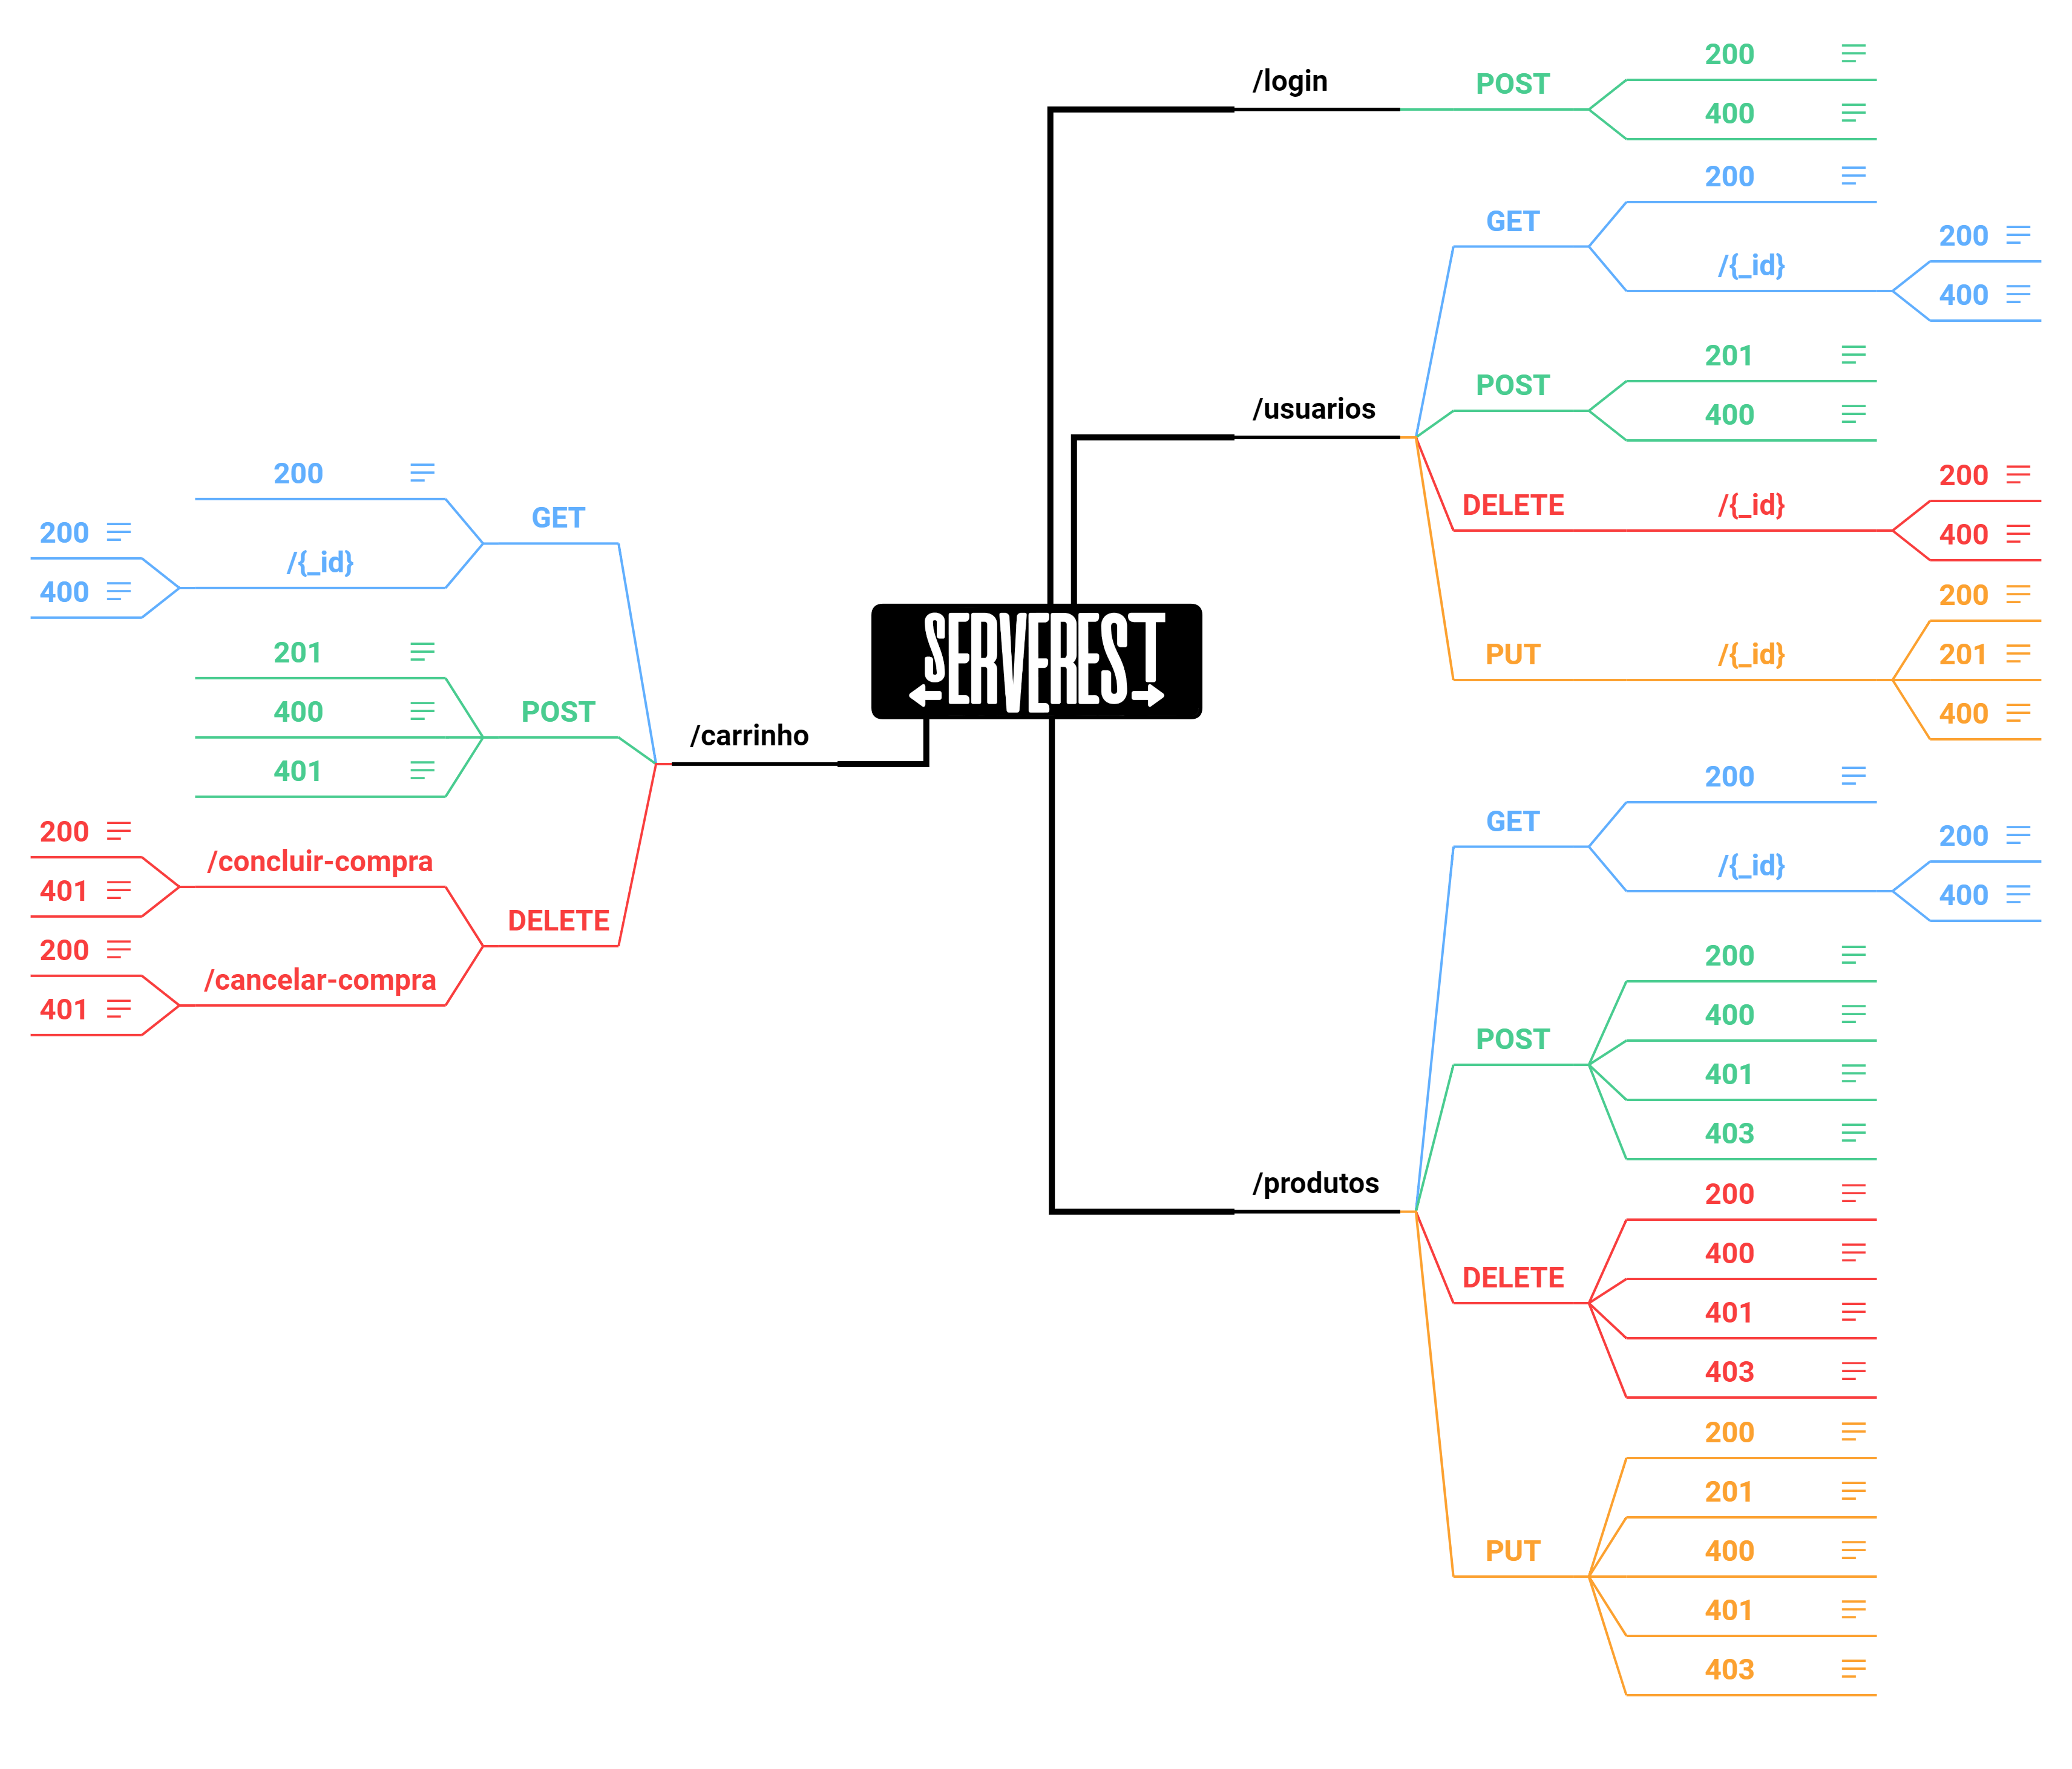 SERVEREST
/login
POST
200
400
/usuarios
GET
200
/{_id}
200
400
POST
201
400
DELETE
/{_id}
200
400
PUT
/{_id}
200
201
400
/carrinho
GET
200
/{_id}
200
400
POST
201
400
401
DELETE
/concluir-compra
200
401
/cancelar-compra
200
401
/produtos
GET
200
/{_id}
200
400
POST
200
400
401
403
DELETE
200
400
401
403
PUT
200
201
400
401
403